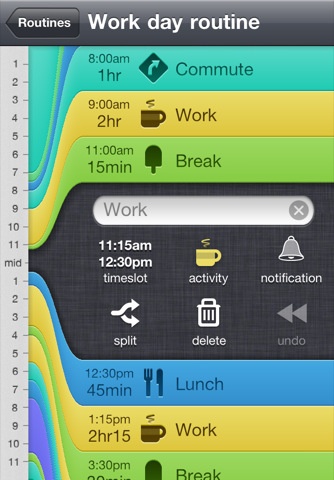 Routines
Work day routine
1
2
3
4
5
6
7
8
9
10
11
mid
1
2
3
4
5
6
7
8
9
10
11
8:00am
1hr
Commute
9:00am
2hr
Work
11:00am
15min
Break
Work
11:15am
12:30pm
timeslot
activity
notification
split
delete
undo
12:30pm
45min
Lunch
1:15pm
2hr15
Work
3:30pm
Break